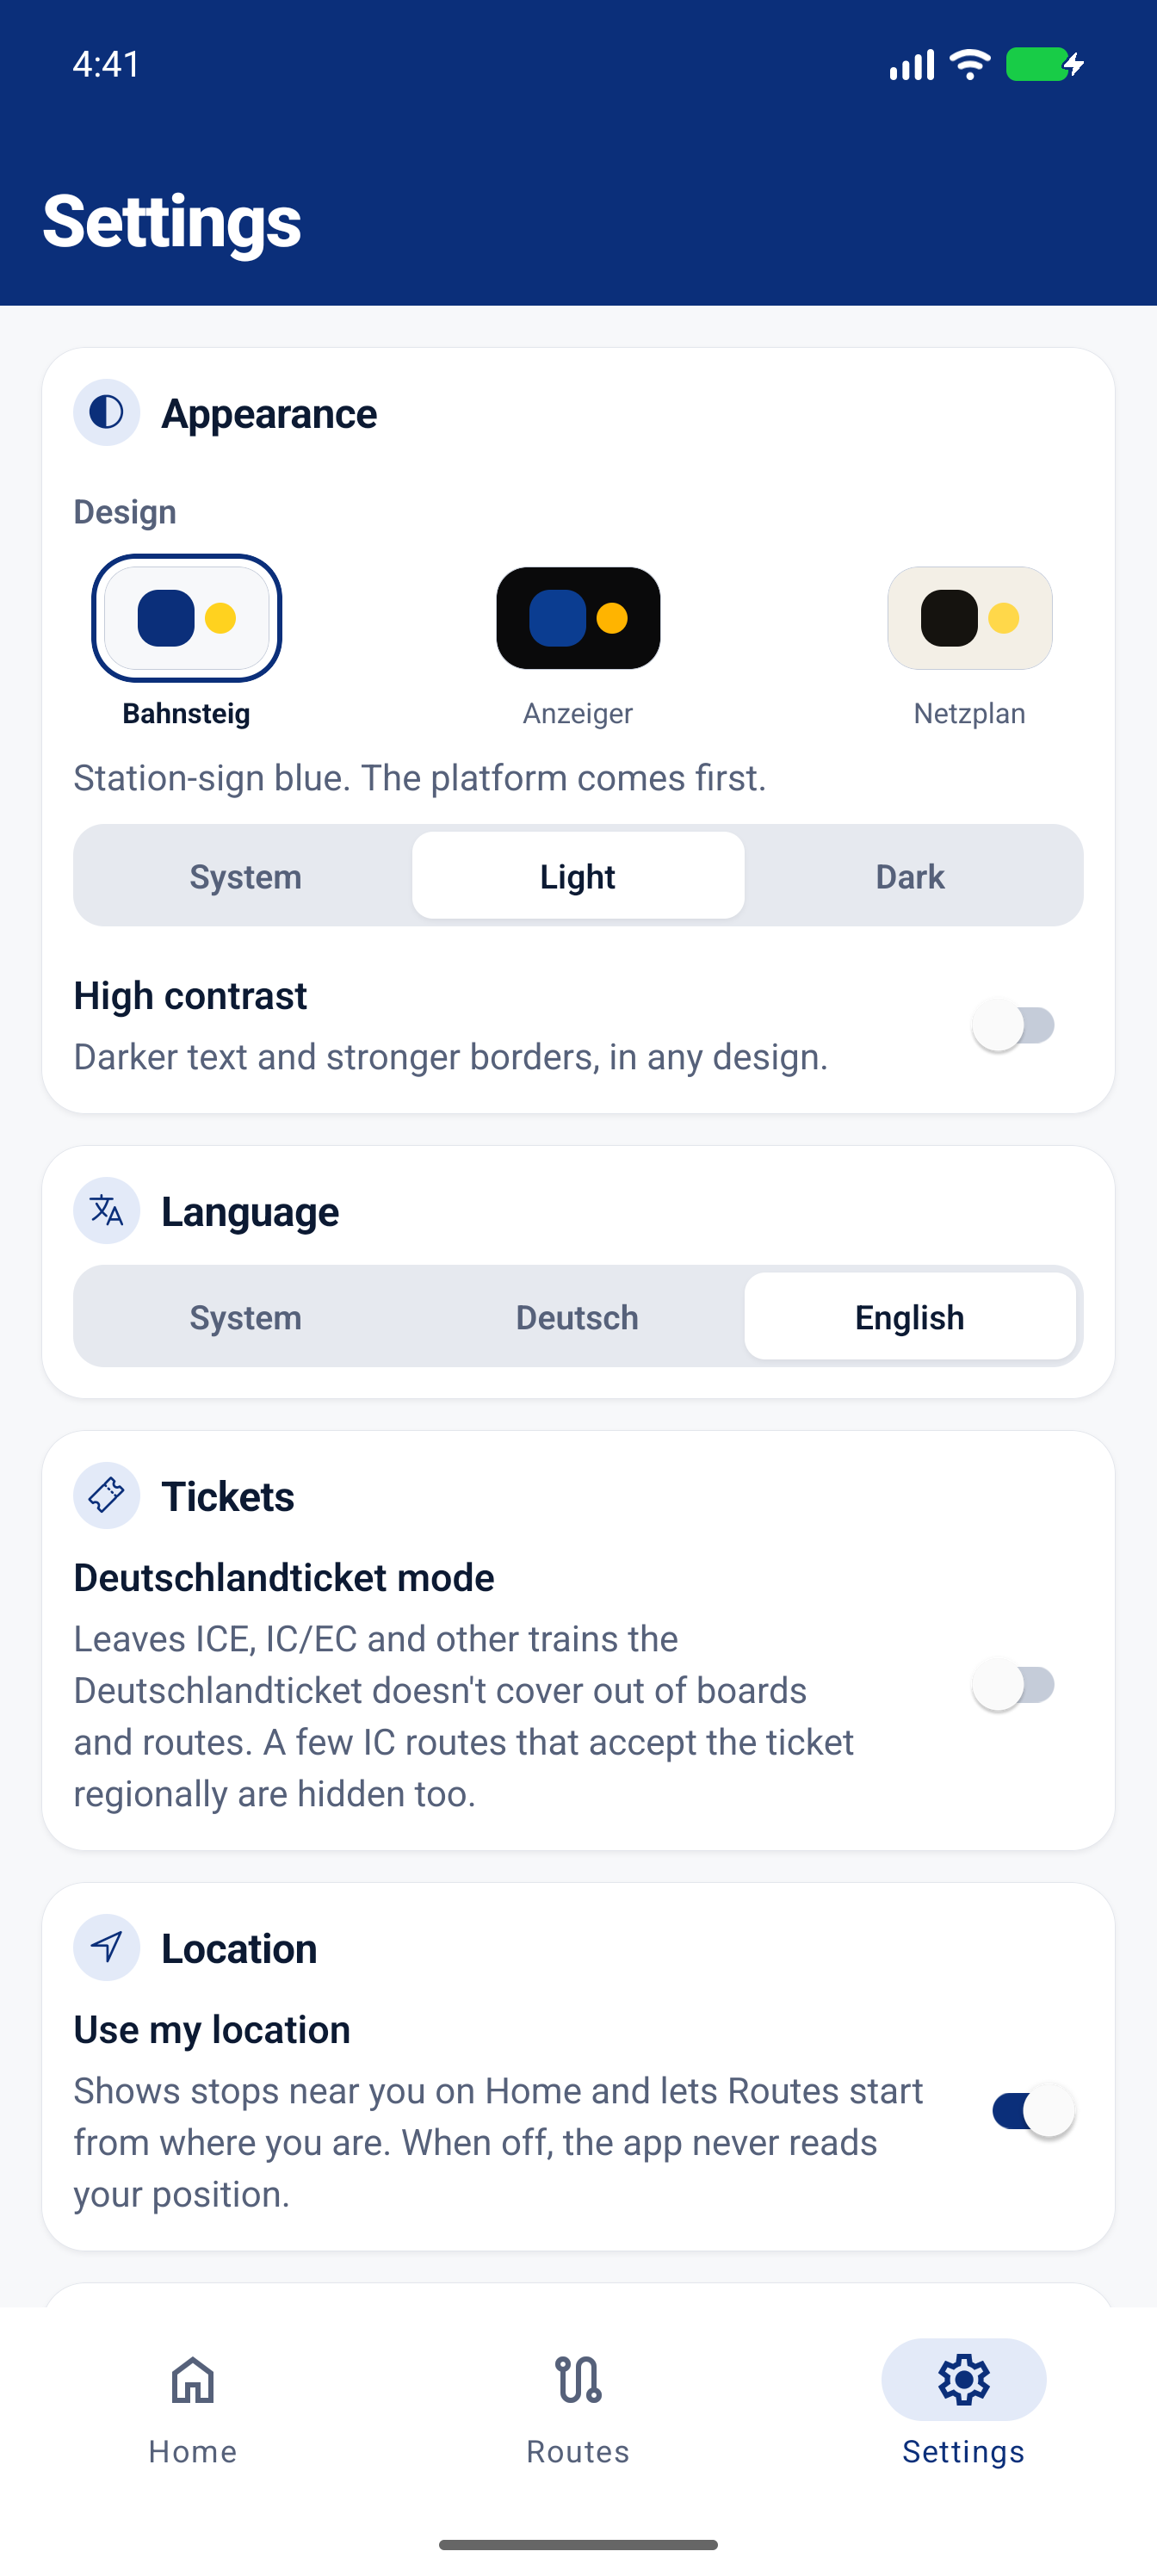 4:41
Settings
Appearance
Design
Bahnsteig
Anzeiger
Netzplan
Station-sign blue. The platform comes first.
System
Light
Dark
High contrast
Darker text and stronger borders, in any design.
Language
System
Deutsch
English
Tickets
Deutschlandticket mode
Leaves ICE, IC/EC and other trains the
Deutschlandticket doesn't cover out of boards
and routes. A few IC routes that accept the ticket
regionally are hidden too.
Location
Use my location
Shows stops near you on Home and lets Routes start
from where you are. When off, the app never reads
your position.
Home
Routes
Settings